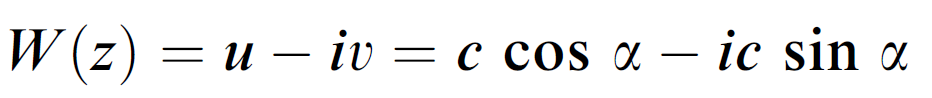 W(z) = u − iv = c cos α − ic sin α